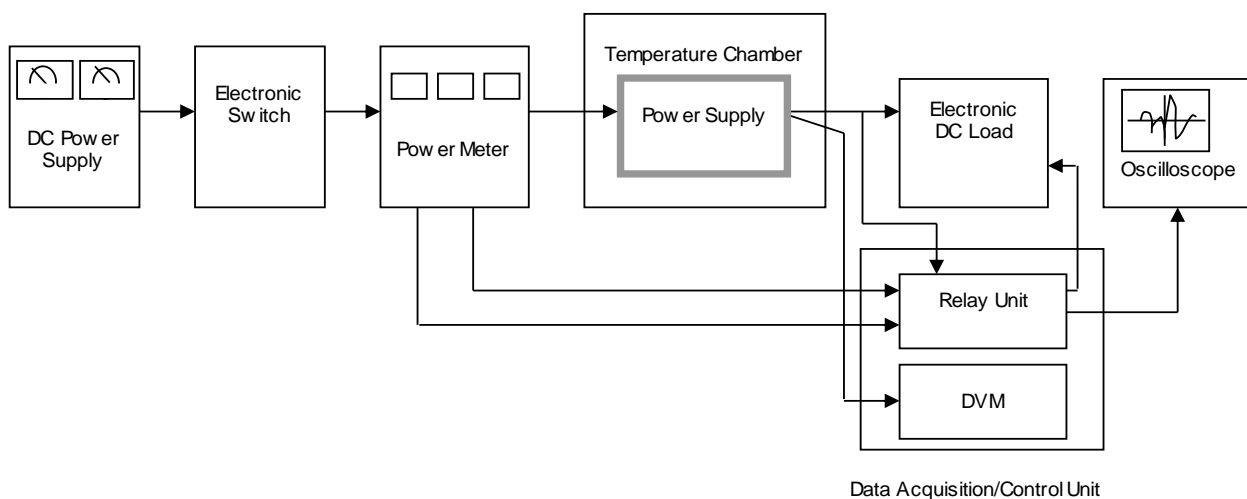 DC Power
Supply
Electronic
Switch
Power Meter
Temperature Chamber
Power Supply
Electronic
DC Load
Oscilloscope
Relay Unit
DVM
Data Acquisition/Control Unit